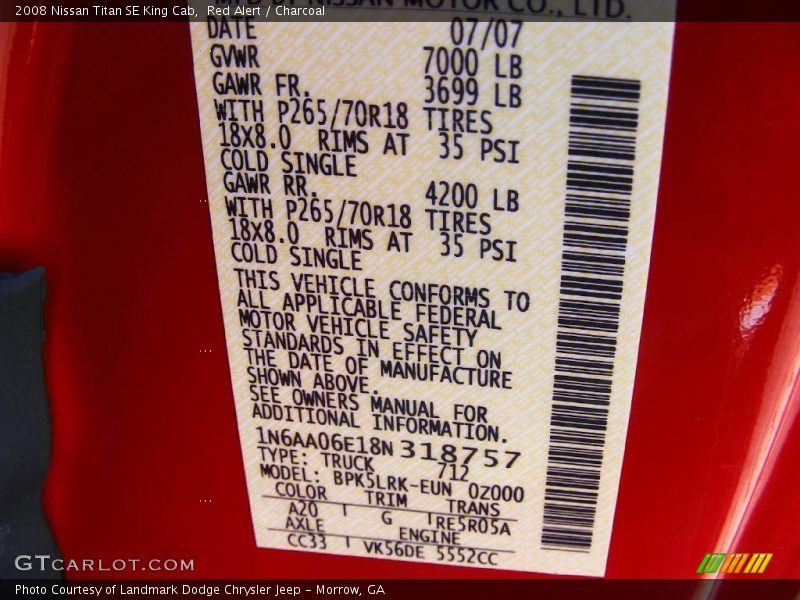 2008 Nissan Titan SE King Cab, Red Alert / Charcoal
NISSAN MOTOR CO., LTD.
DATE 07/07
GVWR 7000 LB
GAWR FR. 3699 LB
WITH P265/70R18 TIRES
18X8.0 RIMS AT 35 PSI
COLD SINGLE
GAWR RR. 4200 LB
WITH P265/70R18 TIRES
18X8.0 RIMS AT 35 PSI
COLD SINGLE
THIS VEHICLE CONFORMS TO
ALL APPLICABLE FEDERAL
MOTOR VEHICLE SAFETY
STANDARDS IN EFFECT ON
THE DATE OF MANUFACTURE
SHOWN ABOVE.
SEE OWNERS MANUAL FOR
ADDITIONAL INFORMATION.
1N6AA06E18N318757
TYPE: TRUCK 712
MODEL: BPK5LRK-EUN 0Z000
COLOR TRIM TRANS
A20 G RE5R05A
AXLE ENGINE
CC33 VK56DE 5552CC
GTCARLOT.COM
Photo Courtesy of Landmark Dodge Chrysler Jeep - Morrow, GA